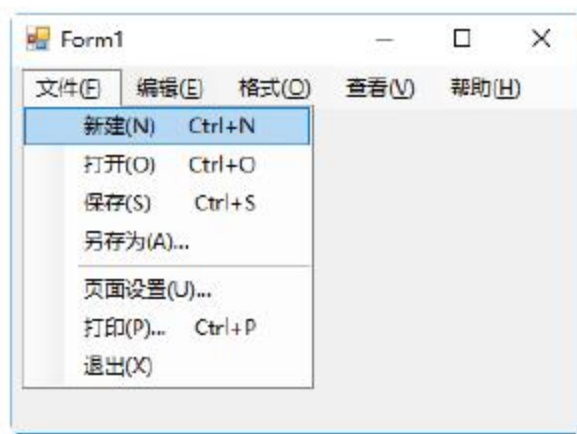 Form1
文件(F) 编辑(E) 格式(O) 查看(V) 帮助(H)
新建(N) Ctrl+N
打开(O) Ctrl+O
保存(S) Ctrl+S
另存为(A)...
页面设置(U)...
打印(P)... Ctrl+P
退出(X)